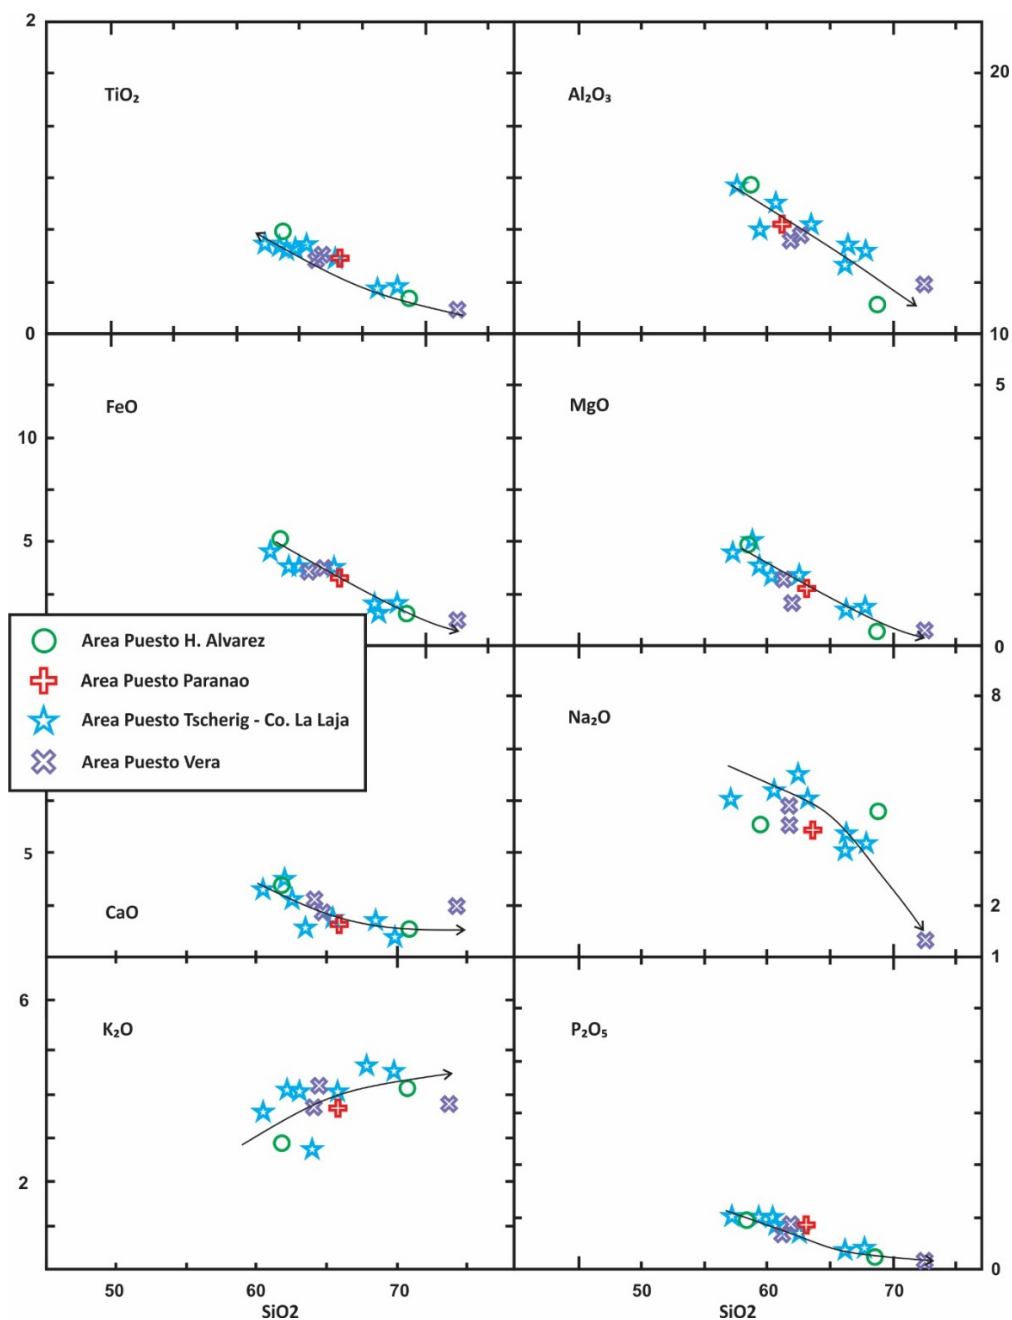 2
TiO₂
Al₂O₃
20
0
10
FeO
MgO
5
10
5
0
Area Puesto H. Alvarez
Area Puesto Paranao
Area Puesto Tscherig - Co. La Laja
Area Puesto Vera
Na₂O
8
5
CaO
2
1
6
K₂O
P₂O₅
2
0
50
60
70
50
60
70
SiO2
SiO2